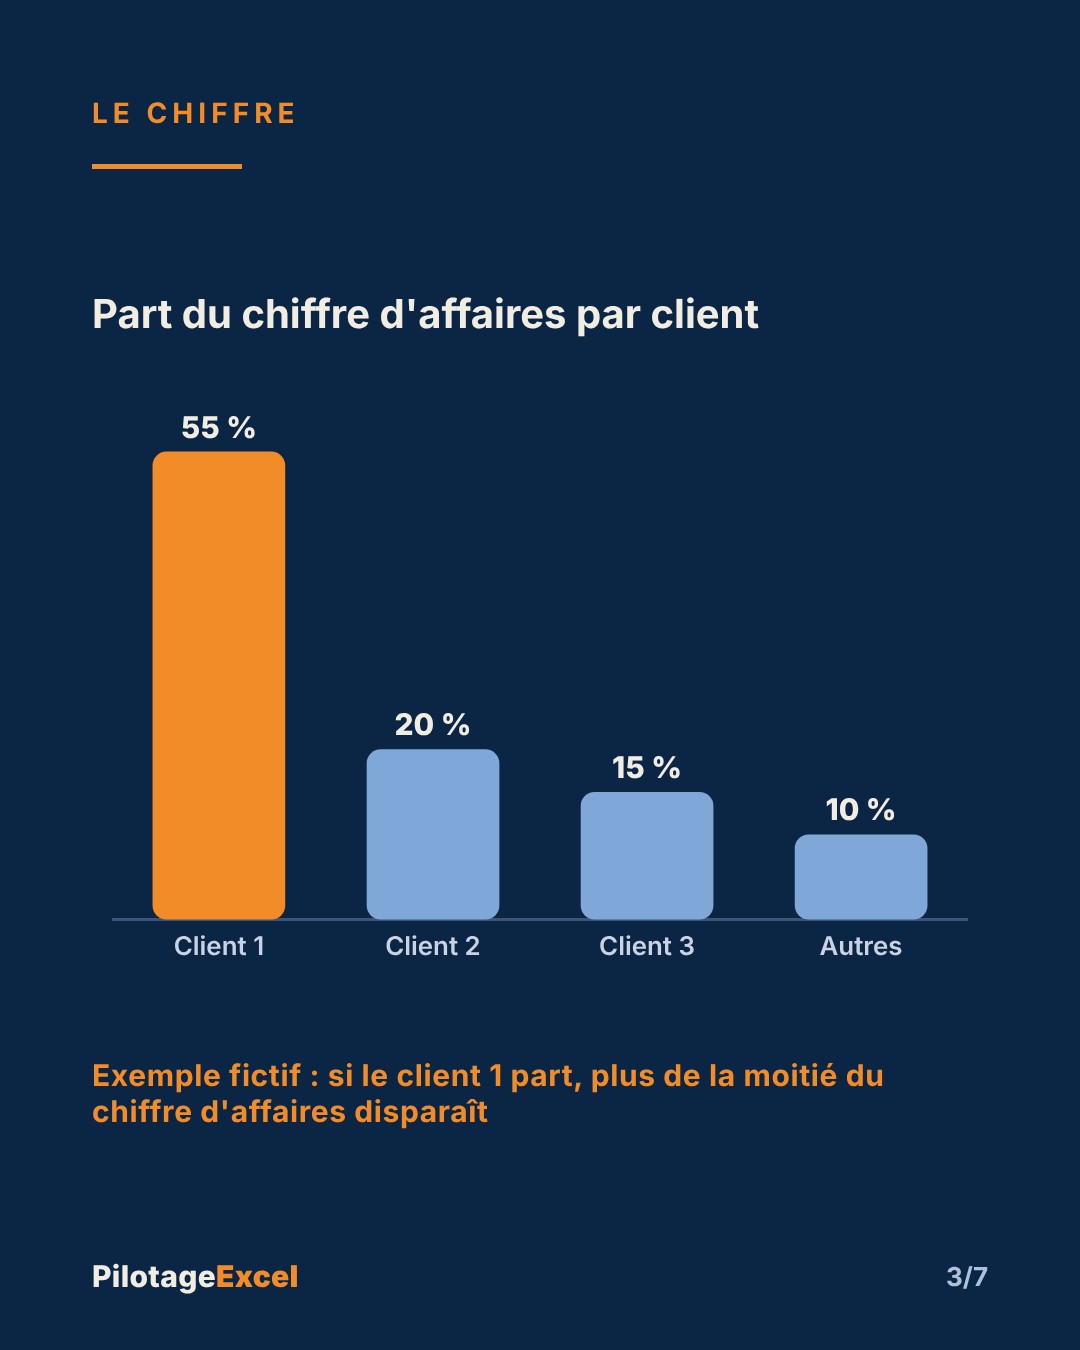 LE CHIFFRE
Part du chiffre d'affaires par client
55 %
20 %
15 %
10 %
Client 1
Client 2
Client 3
Autres
Exemple fictif : si le client 1 part, plus de la moitié du
chiffre d'affaires disparaît
PilotageExcel
3/7